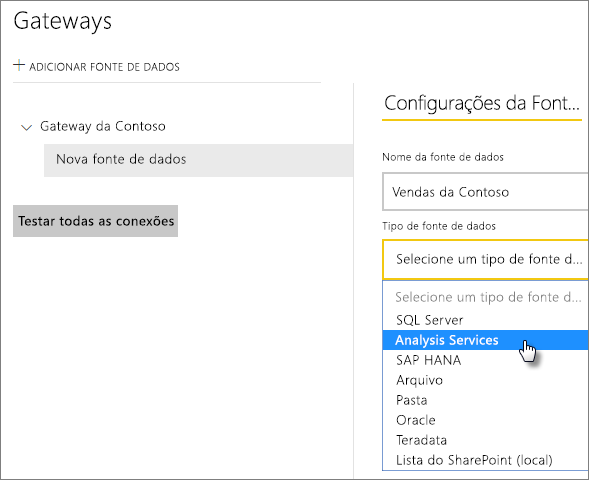 Gateways
ADICIONAR FONTE DE DADOS
Gateway da Contoso
Nova fonte de dados
Testar todas as conexões
Configurações da Font...
Nome da fonte de dados
Vendas da Contoso
Tipo de fonte de dados
Selecione um tipo de fonte d...
Selecione um tipo de fonte d...
SQL Server
Analysis Services
SAP HANA
Arquivo
Pasta
Oracle
Teradata
Lista do SharePoint (local)